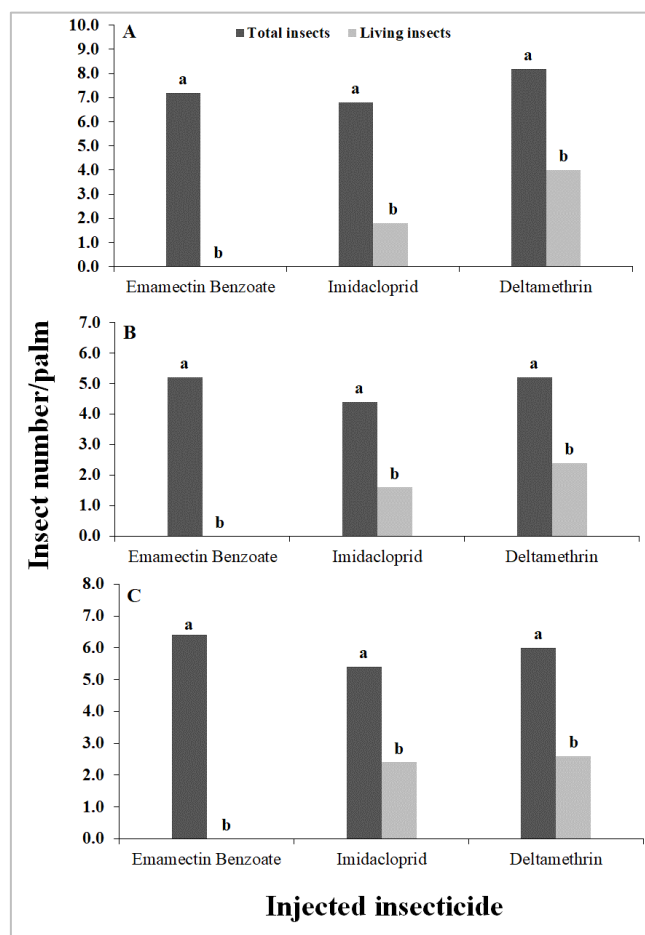 A
Total insects
Living insects
10.0
9.0
8.0
7.0
6.0
5.0
4.0
3.0
2.0
1.0
0.0
a
b
a
b
a
b
Emamectin Benzoate
Imidacloprid
Deltamethrin
B
7.0
6.0
5.0
4.0
3.0
2.0
1.0
0.0
a
b
a
b
a
b
Emamectin Benzoate
Imidacloprid
Deltamethrin
C
8.0
7.0
6.0
5.0
4.0
3.0
2.0
1.0
0.0
a
b
a
b
a
b
Emamectin Benzoate
Imidacloprid
Deltamethrin
Insect number/palm
Injected insecticide